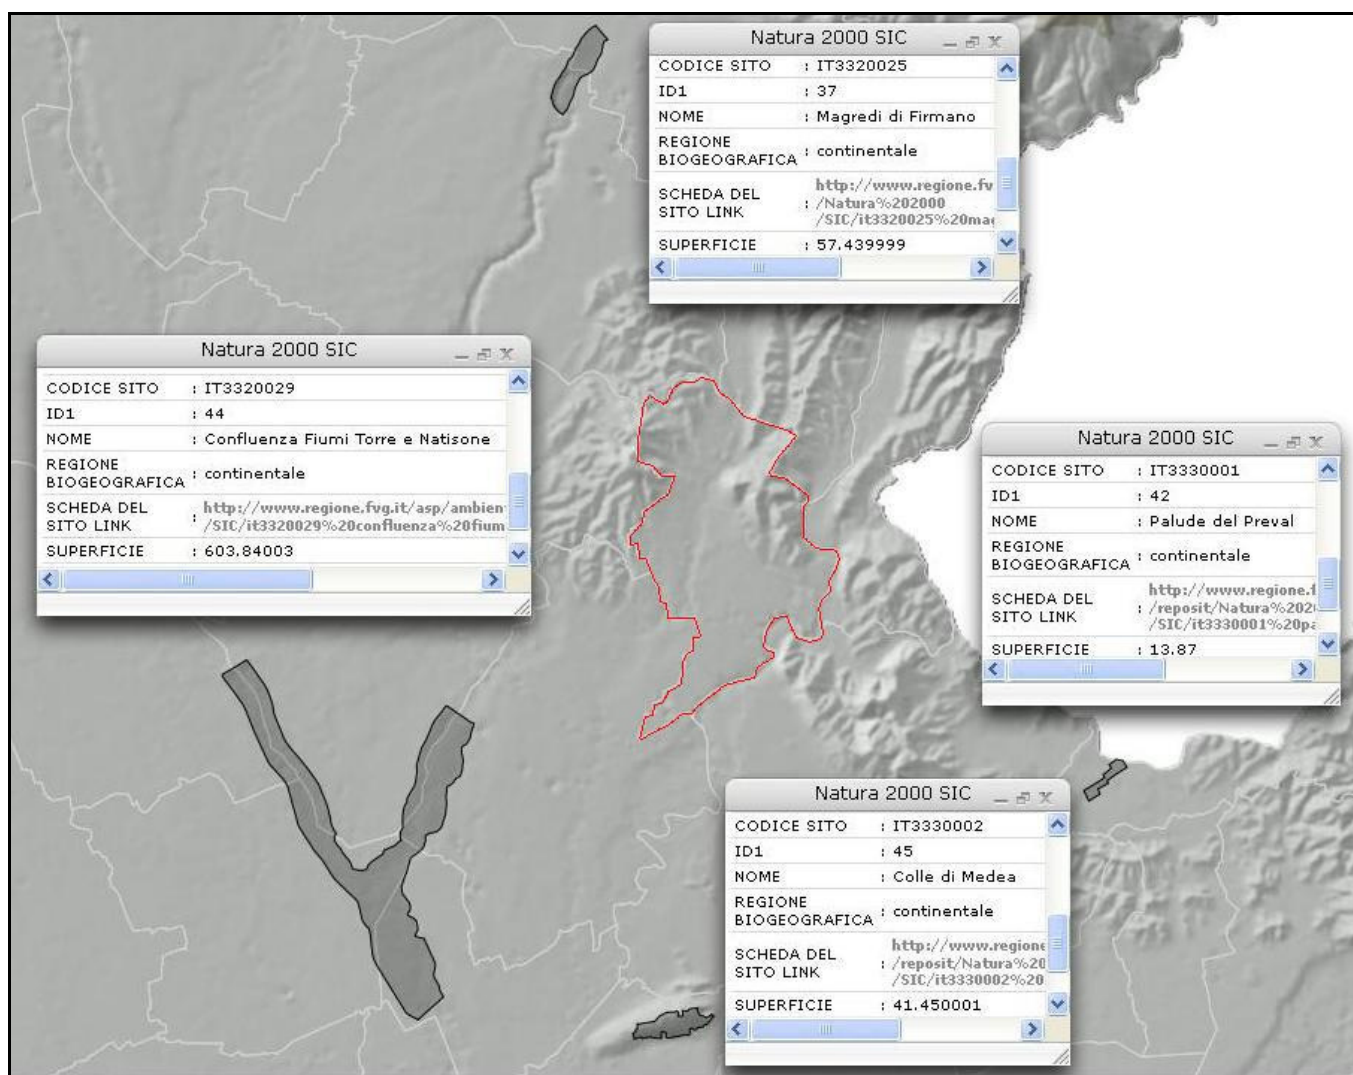 Natura 2000 SIC
CODICE SITO : IT3320025
ID1 : 37
NOME : Magredi di Firmano
REGIONE
BIOGEOGRAFICA : continentale
SCHEDA DEL
SITO LINK : http://www.regione.fv
/Natura%202000
/SIC/it3320025%20mag
SUPERFICIE : 57.439999
Natura 2000 SIC
CODICE SITO : IT3320029
ID1 : 44
NOME : Confluenza Fiumi Torre e Natisone
REGIONE
BIOGEOGRAFICA : continentale
SCHEDA DEL
SITO LINK : http://www.regione.fvg.it/asp/ambien
/SIC/it3320029%20confluenza%20fium
SUPERFICIE : 603.84003
Natura 2000 SIC
CODICE SITO : IT3330001
ID1 : 42
NOME : Palude del Preval
REGIONE
BIOGEOGRAFICA : continentale
SCHEDA DEL
SITO LINK : http://www.regione.f
/reposit/Natura%20
/SIC/it3330001%20pa
SUPERFICIE : 13.87
Natura 2000 SIC
CODICE SITO : IT3330002
ID1 : 45
NOME : Colle di Medea
REGIONE
BIOGEOGRAFICA : continentale
SCHEDA DEL
SITO LINK : http://www.regione
/reposit/Natura%20
/SIC/it3330002%20
SUPERFICIE : 41.450001